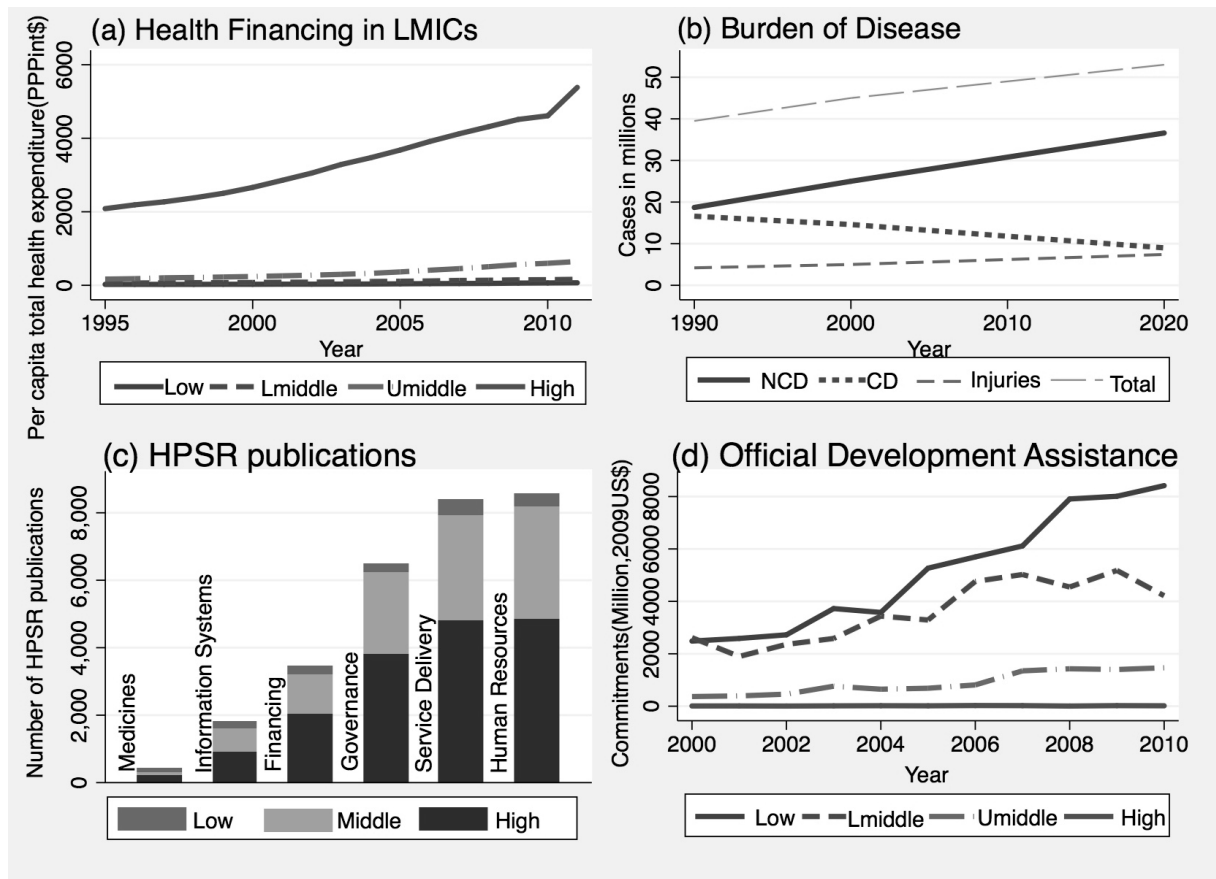 (a) Health Financing in LMICs
Per capita total health expenditure(PPPint$)
6000
4000
2000
0
1995 2000 2005 2010
Year
Low Lmiddle Umiddle High
(b) Burden of Disease
Cases in millions
50
40
30
20
10
0
1990 2000 2010 2020
Year
NCD CD Injuries Total
(c) HPSR publications
Number of HPSR publications
8,000
6,000
4,000
2,000
0
Medicines
Information Systems
Financing
Governance
Service Delivery
Human Resources
Low Middle High
(d) Official Development Assistance
Commitments(Million,2009US$)
8000
6000
4000
2000
0
2000 2002 2004 2006 2008 2010
Year
Low Lmiddle Umiddle High